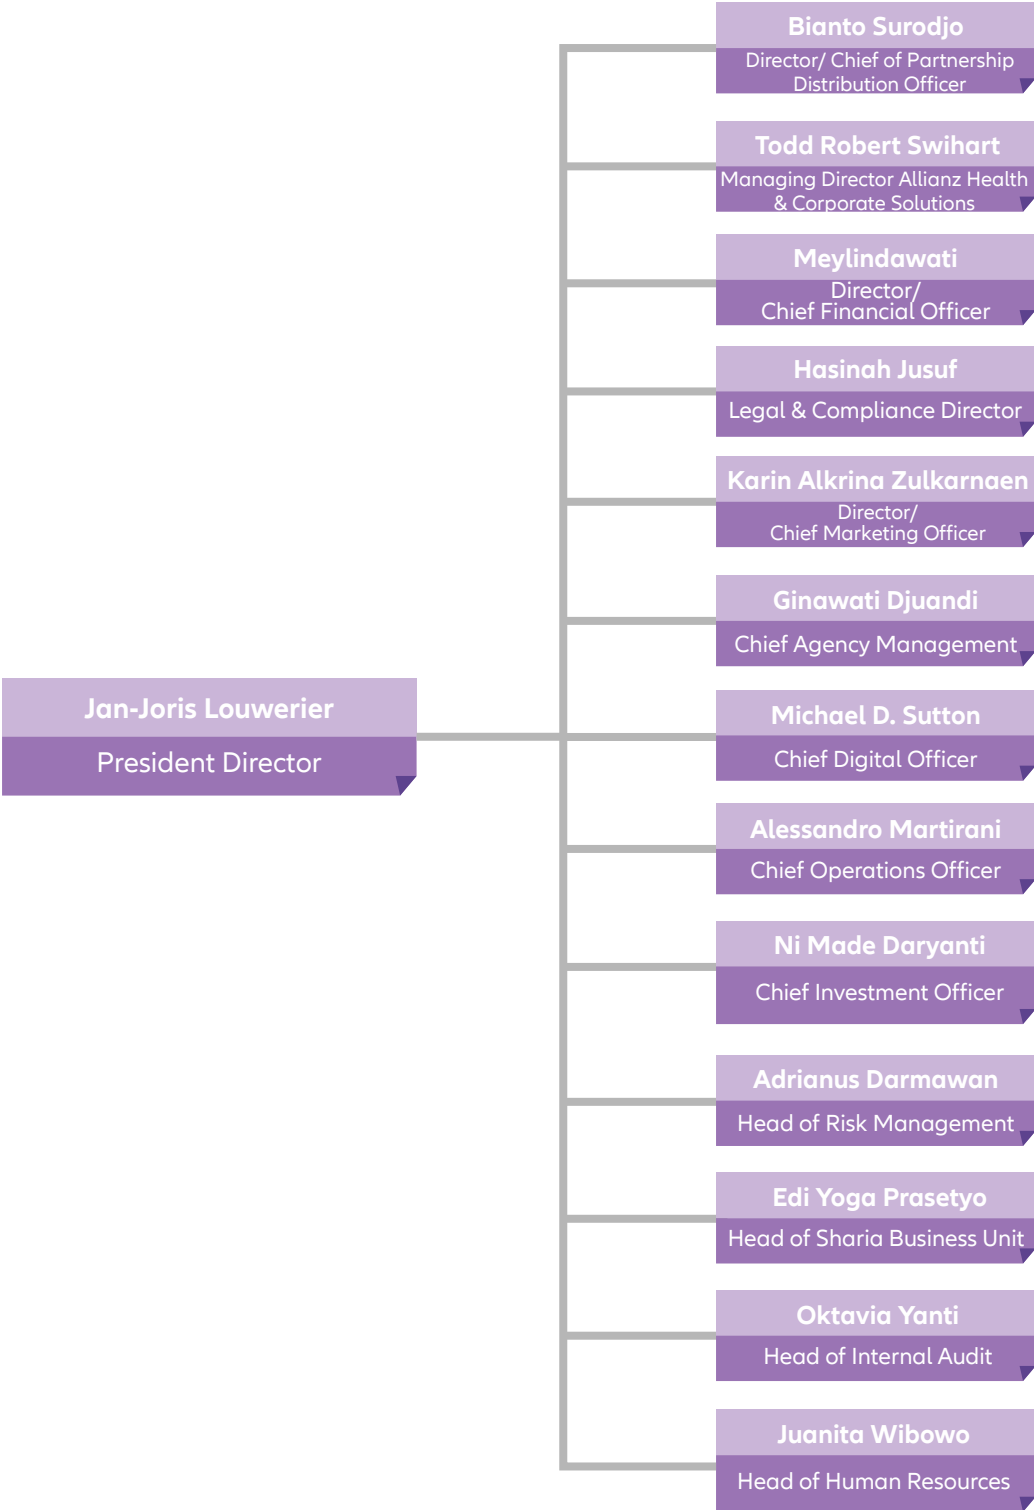 Bianto Surodjo
Director/ Chief of Partnership
Distribution Officer
Todd Robert Swihart
Managing Director Allianz Health
& Corporate Solutions
Meylindawati
Director/
Chief Financial Officer
Hasinah Jusuf
Legal & Compliance Director
Karin Alkrina Zulkarnaen
Director/
Chief Marketing Officer
Ginawati Djuandi
Chief Agency Management
Jan-Joris Louwerier
President Director
Michael D. Sutton
Chief Digital Officer
Alessandro Martirani
Chief Operations Officer
Ni Made Daryanti
Chief Investment Officer
Adrianus Darmawan
Head of Risk Management
Edi Yoga Prasetyo
Head of Sharia Business Unit
Oktavia Yanti
Head of Internal Audit
Juanita Wibowo
Head of Human Resources